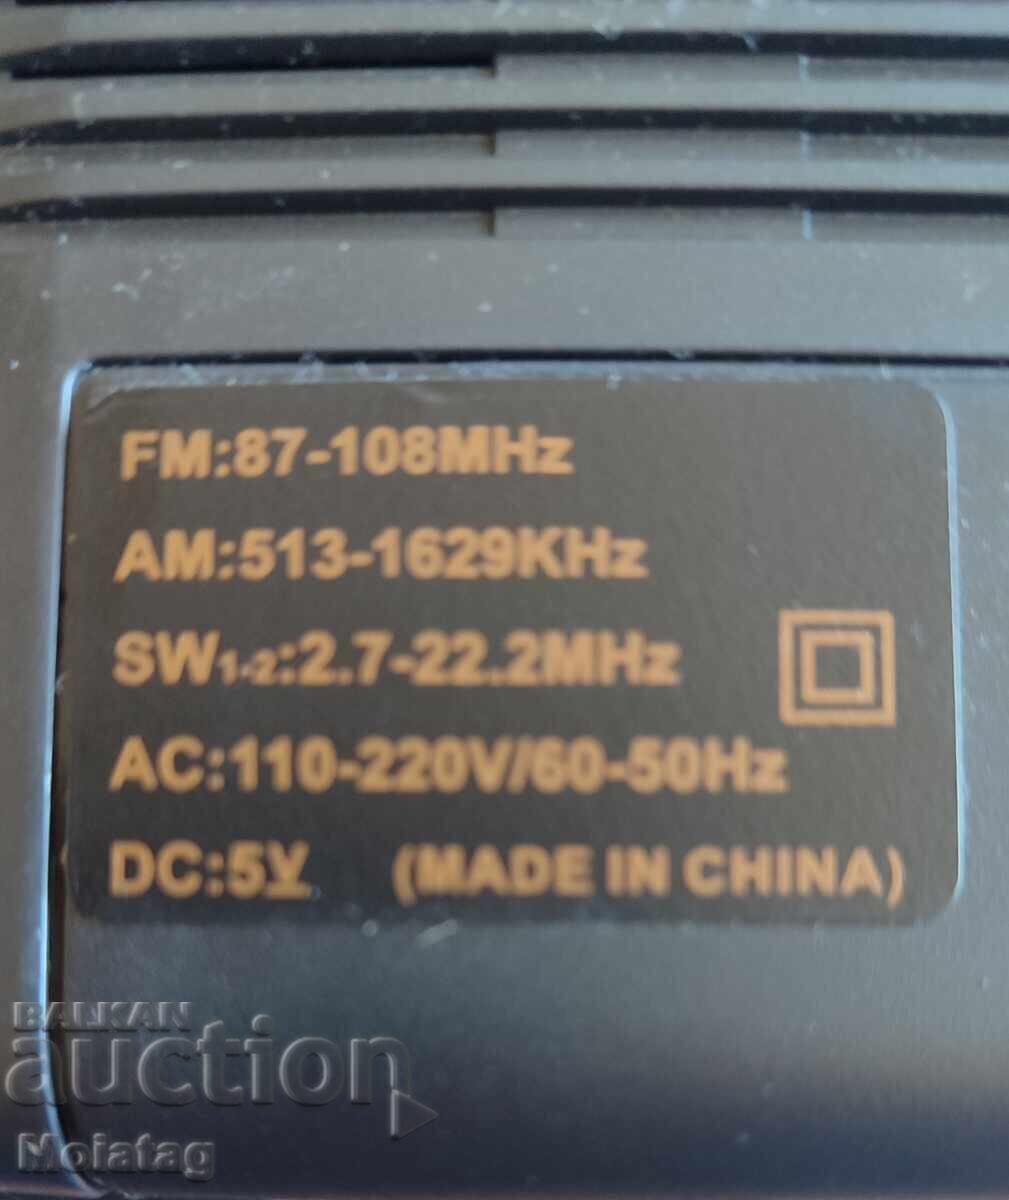 FM:87-108MHz
AM:513-1629KHz
SW1-2:2.7-22.2MHz
AC:110-220V/60-50Hz
DC:5V (MADE IN CHINA)
BALKAN
auction
Moiatag